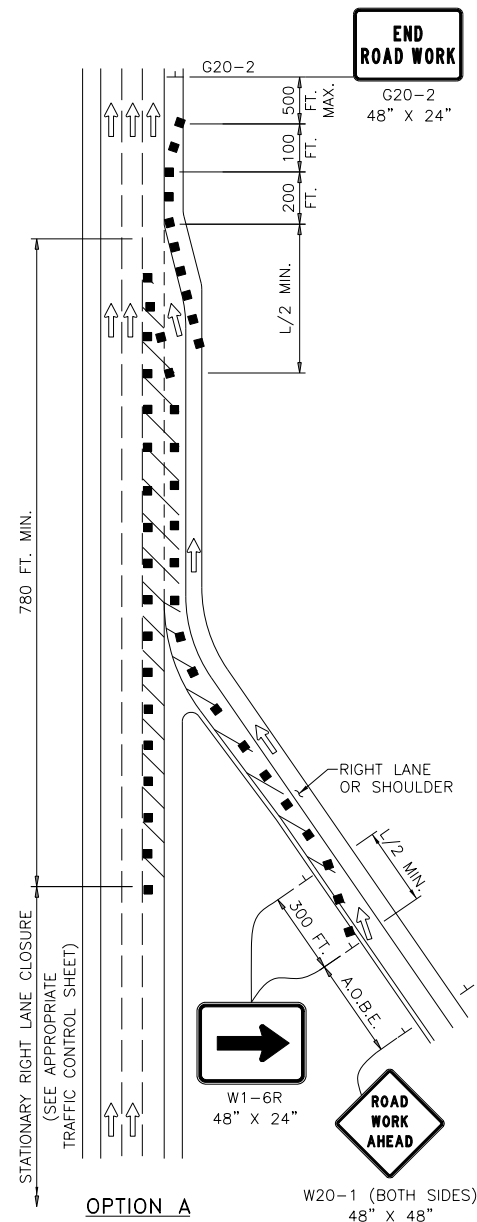 END
ROAD WORK
G20-2
48” X 24”
G20-2
500
FT. MAX.
100
FT.
200
FT.
L/2 MIN.
780 FT. MIN.
RIGHT LANE
OR SHOULDER
L/2 MIN.
300 FT.
A.O.B.E.
W1-6R
48” X 24”
ROAD
WORK
AHEAD
W20-1 (BOTH SIDES)
48” X 48”
STATIONARY RIGHT LANE CLOSURE
(SEE APPROPRIATE
TRAFFIC CONTROL SHEET)
OPTION A